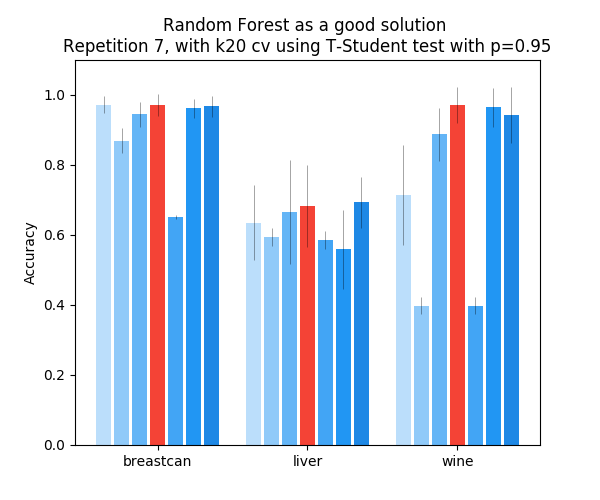 Random Forest as a good solution
Repetition 7, with k20 cv using T-Student test with p=0.95
1.0
0.8
0.6
0.4
0.2
0.0
Accuracy
breastcan
liver
wine